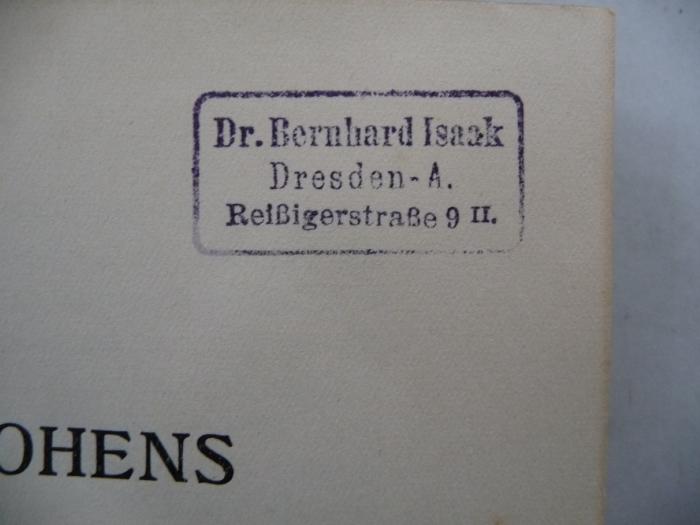 Dr. Bernhard Isaak
Dresden-A.
Reißigerstraße 9 II.
OHENS